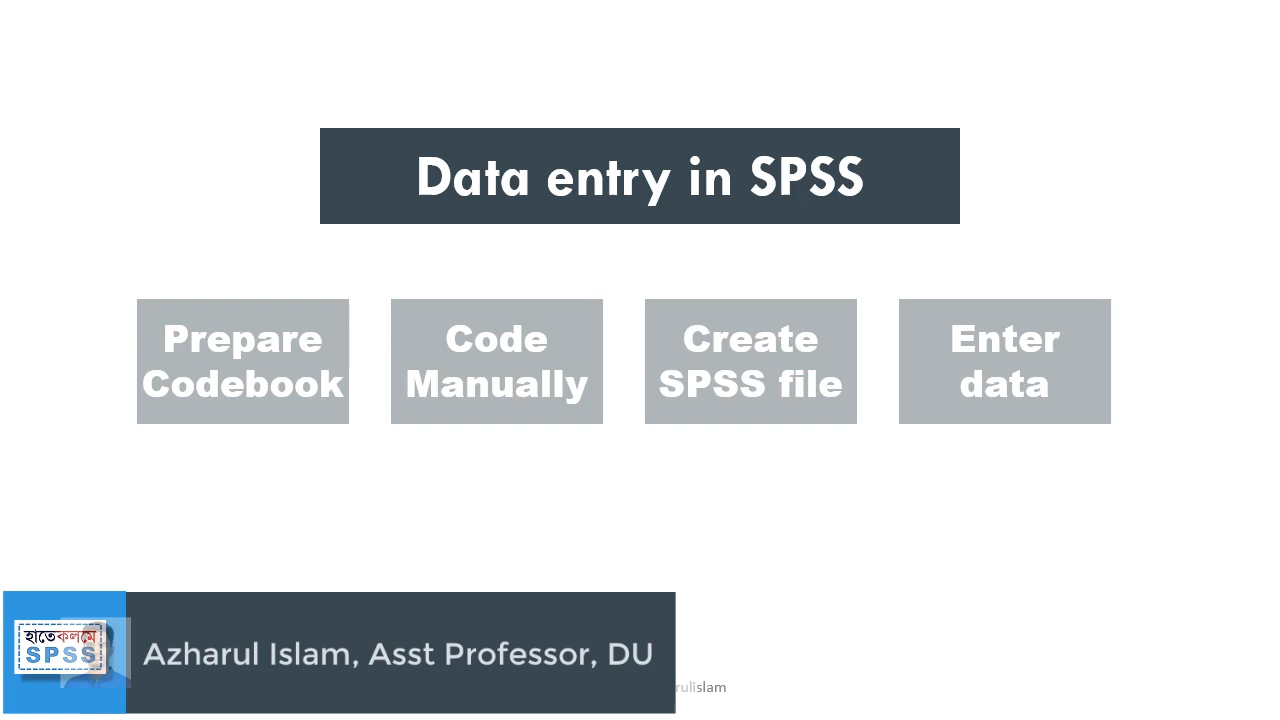 Data entry in SPSS
Prepare
Codebook
Code
Manually
Create
SPSS file
Enter
data
হাতেকলমে
SPSS
Azharul Islam, Asst Professor, DU
rulislam